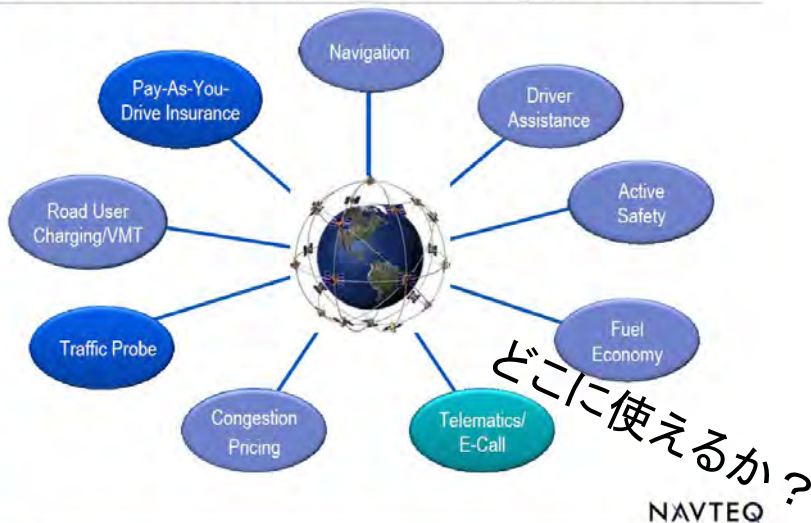 Navigation
Pay-As-You-
Drive Insurance
Driver
Assistance
Road User
Charging/VMT
Active
Safety
Traffic Probe
Fuel
Economy
Congestion
Pricing
Telematics/
E-Call
どこに使えるか？
NAVTEQ